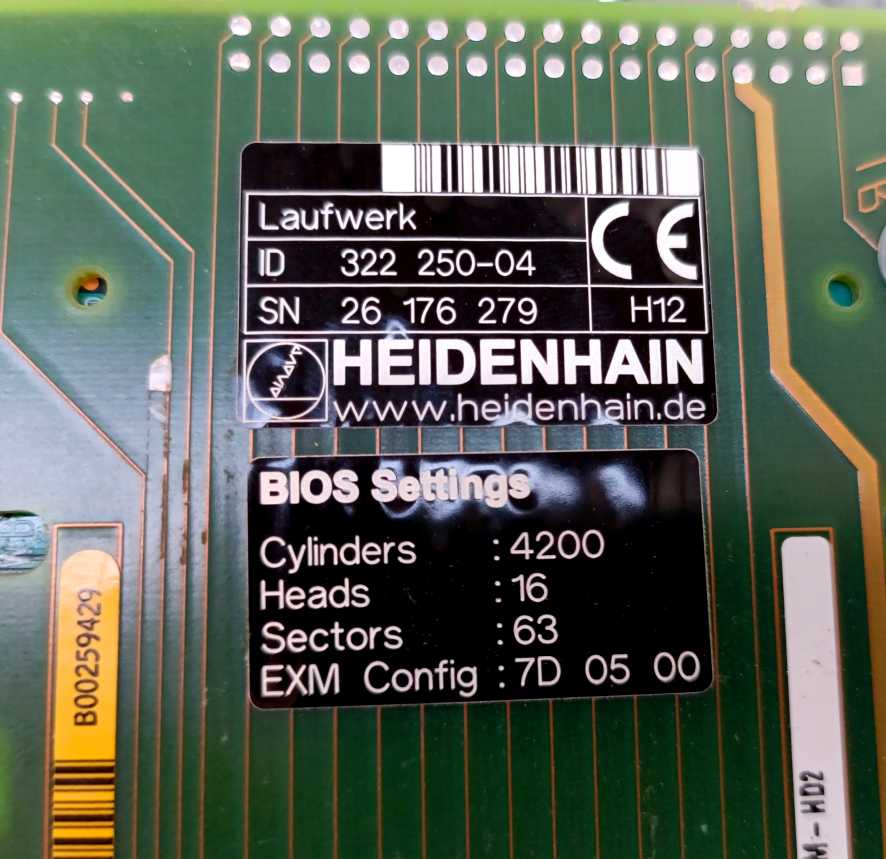 Laufwerk
CE
ID 322 250-04
SN 26 176 279 H12
HEIDENHAIN
www.heidenhain.de
BIOS Settings
Cylinders :4200
Heads :16
Sectors :63
EXM Config :7D 05 00
B00259429
M-HD2